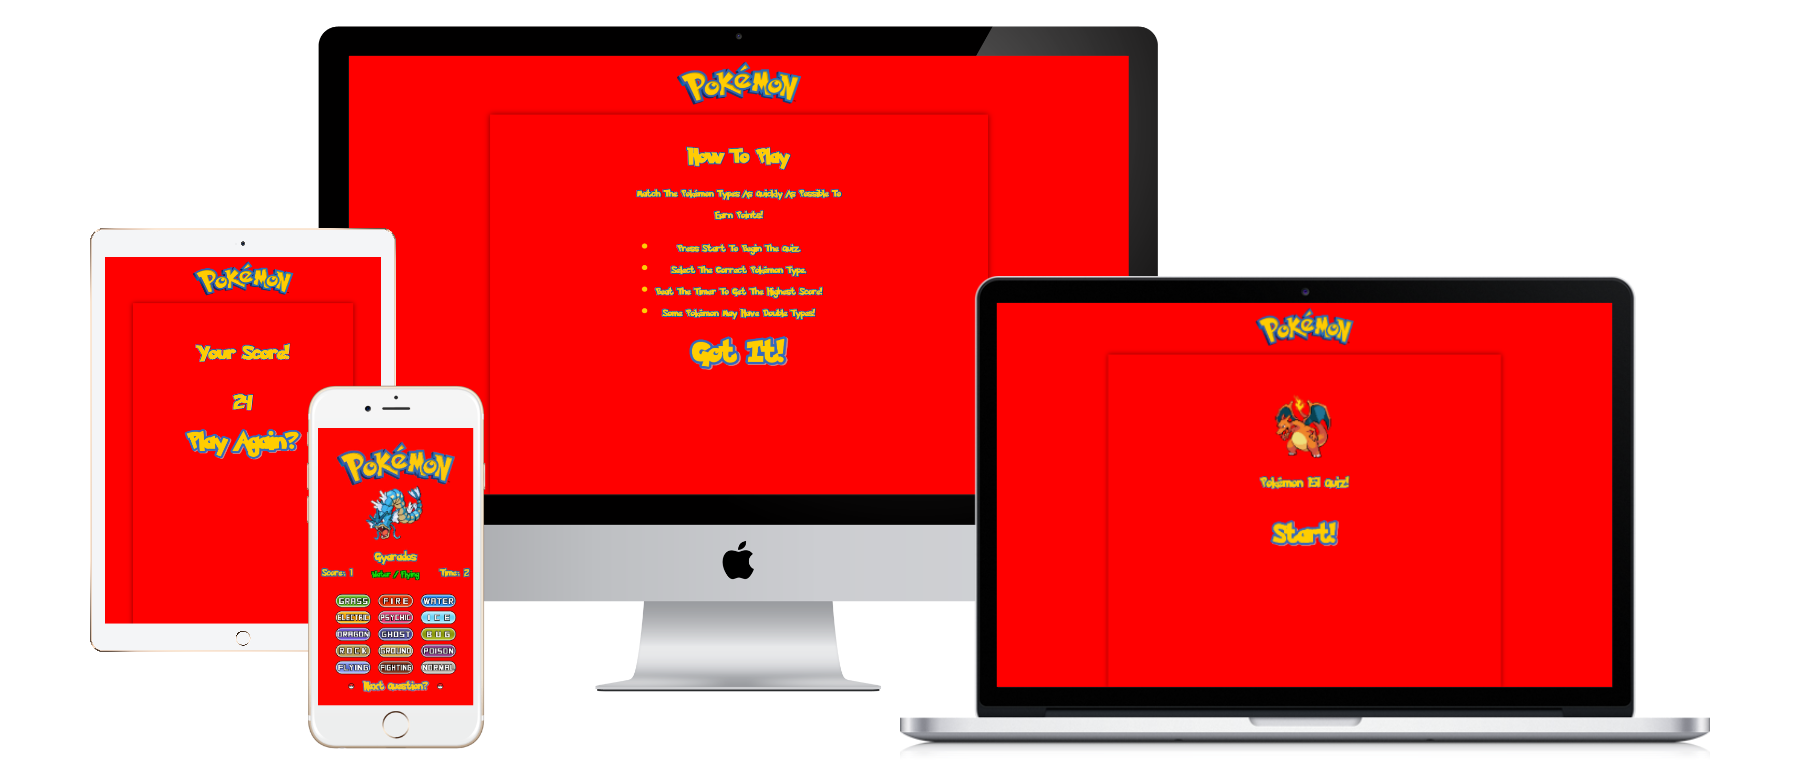 Pokémon
How To Play
Match The Pokémon Types As Quickly As Possible To
Earn Points!
Press Start To Begin The Quiz
Select The Correct Pokémon Type.
Beat The Timer To Get The Highest Score!
Some Pokémon May Have Double Types!
Got It!
Pokémon
Your Score!
24
Play Again?
Pokémon
Gyarados
Score: 1 Water / Flying Time: 2
GRASS FIRE WATER
ELECTRIC PSYCHIC ICE
DRAGON GHOST BUG
ROCK GROUND POISON
FLYING FIGHTING NORMAL
Next Question?
Pokémon
Pokémon 151 Quiz!
Start!